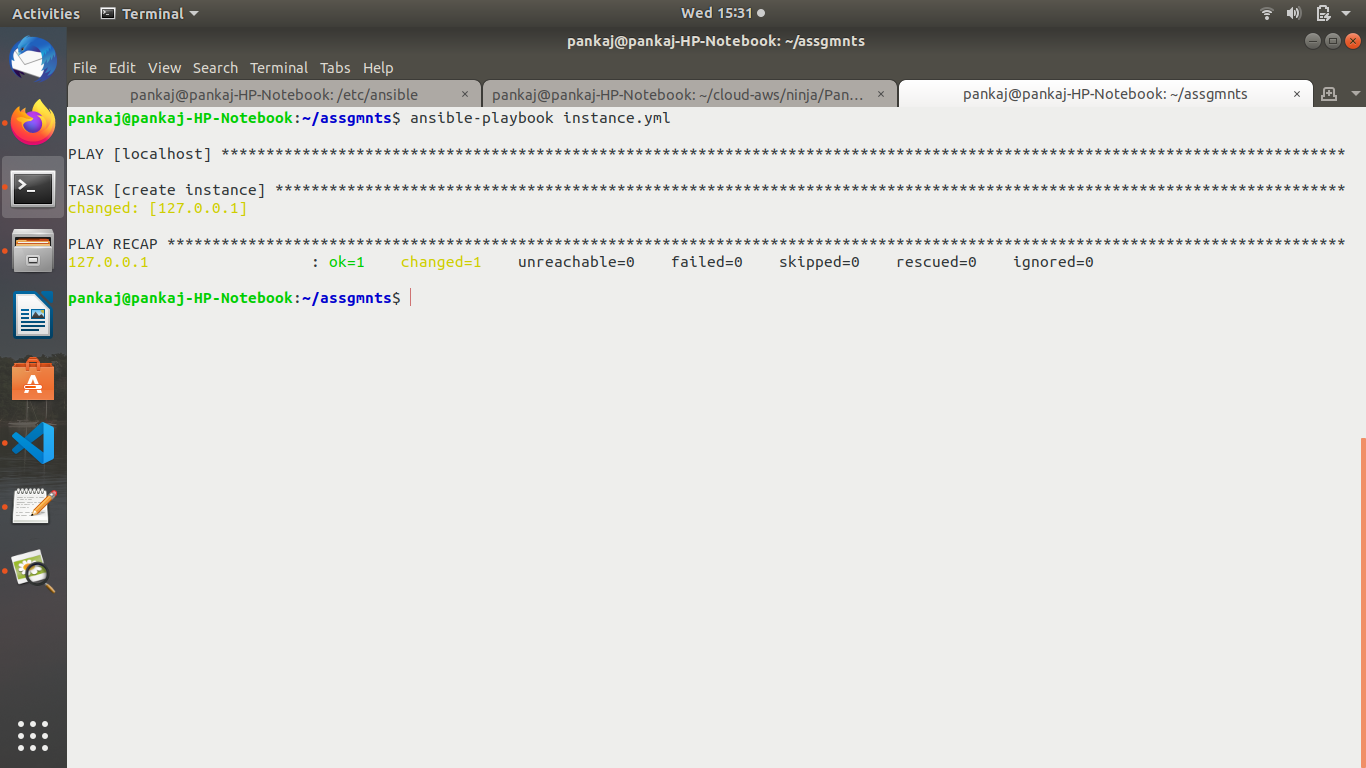 Activities Terminal Wed 15:31
pankaj@pankaj-HP-Notebook: ~/assgmnts
File Edit View Search Terminal Tabs Help
pankaj@pankaj-HP-Notebook: /etc/ansible × pankaj@pankaj-HP-Notebook: ~/cloud-aws/ninja/Pan... × pankaj@pankaj-HP-Notebook: ~/assgmnts ×
pankaj@pankaj-HP-Notebook:~/assgmnts$ ansible-playbook instance.yml
PLAY [localhost] *****************************************************************************************************************************
TASK [create instance] ***********************************************************************************************************************
changed: [127.0.0.1]
PLAY RECAP ***********************************************************************************************************************************
127.0.0.1 : ok=1 changed=1 unreachable=0 failed=0 skipped=0 rescued=0 ignored=0
pankaj@pankaj-HP-Notebook:~/assgmnts$